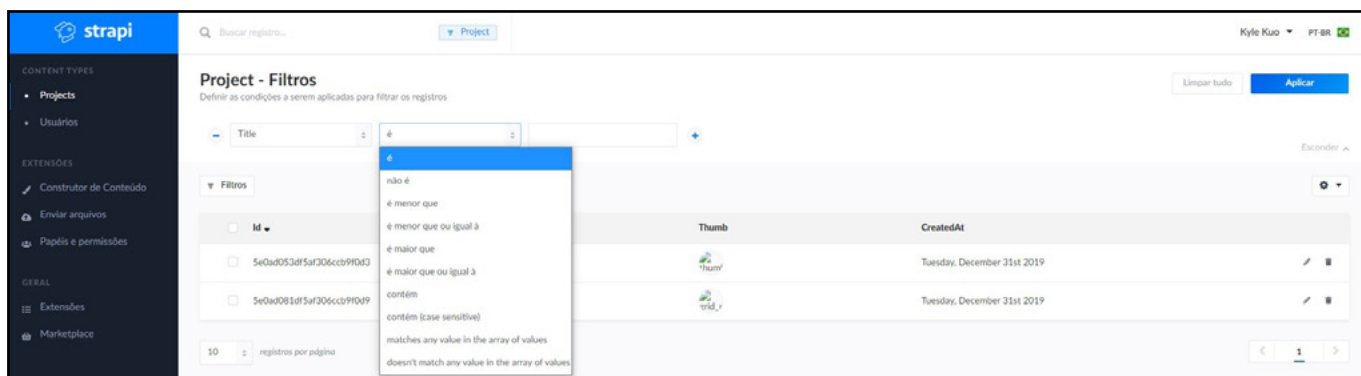 strapi
Buscar registro...
Project
Kyle Kuo
PT-BR
CONTENT TYPES
Projects
Usuários
EXTENSÕES
Construtor de Conteúdo
Enviar arquivos
Papéis e permissões
GERAL
Extensões
Marketplace
Project - Filtros
Definir as condições a serem aplicadas para filtrar os registros
Limpar tudo
Aplicar
Title
é
Esconder
é
não é
é menor que
é menor que ou igual à
é maior que
é maior que ou igual à
contém
contém (case sensitive)
matches any value in the array of values
doesn't match any value in the array of values
Filtros
Id Thumb CreatedAt
5e0ad053df5af306ccb9f0d3 Tuesday, December 31st 2019
5e0ad081df5af306ccb9f0d9 Tuesday, December 31st 2019
10 registros por página
1